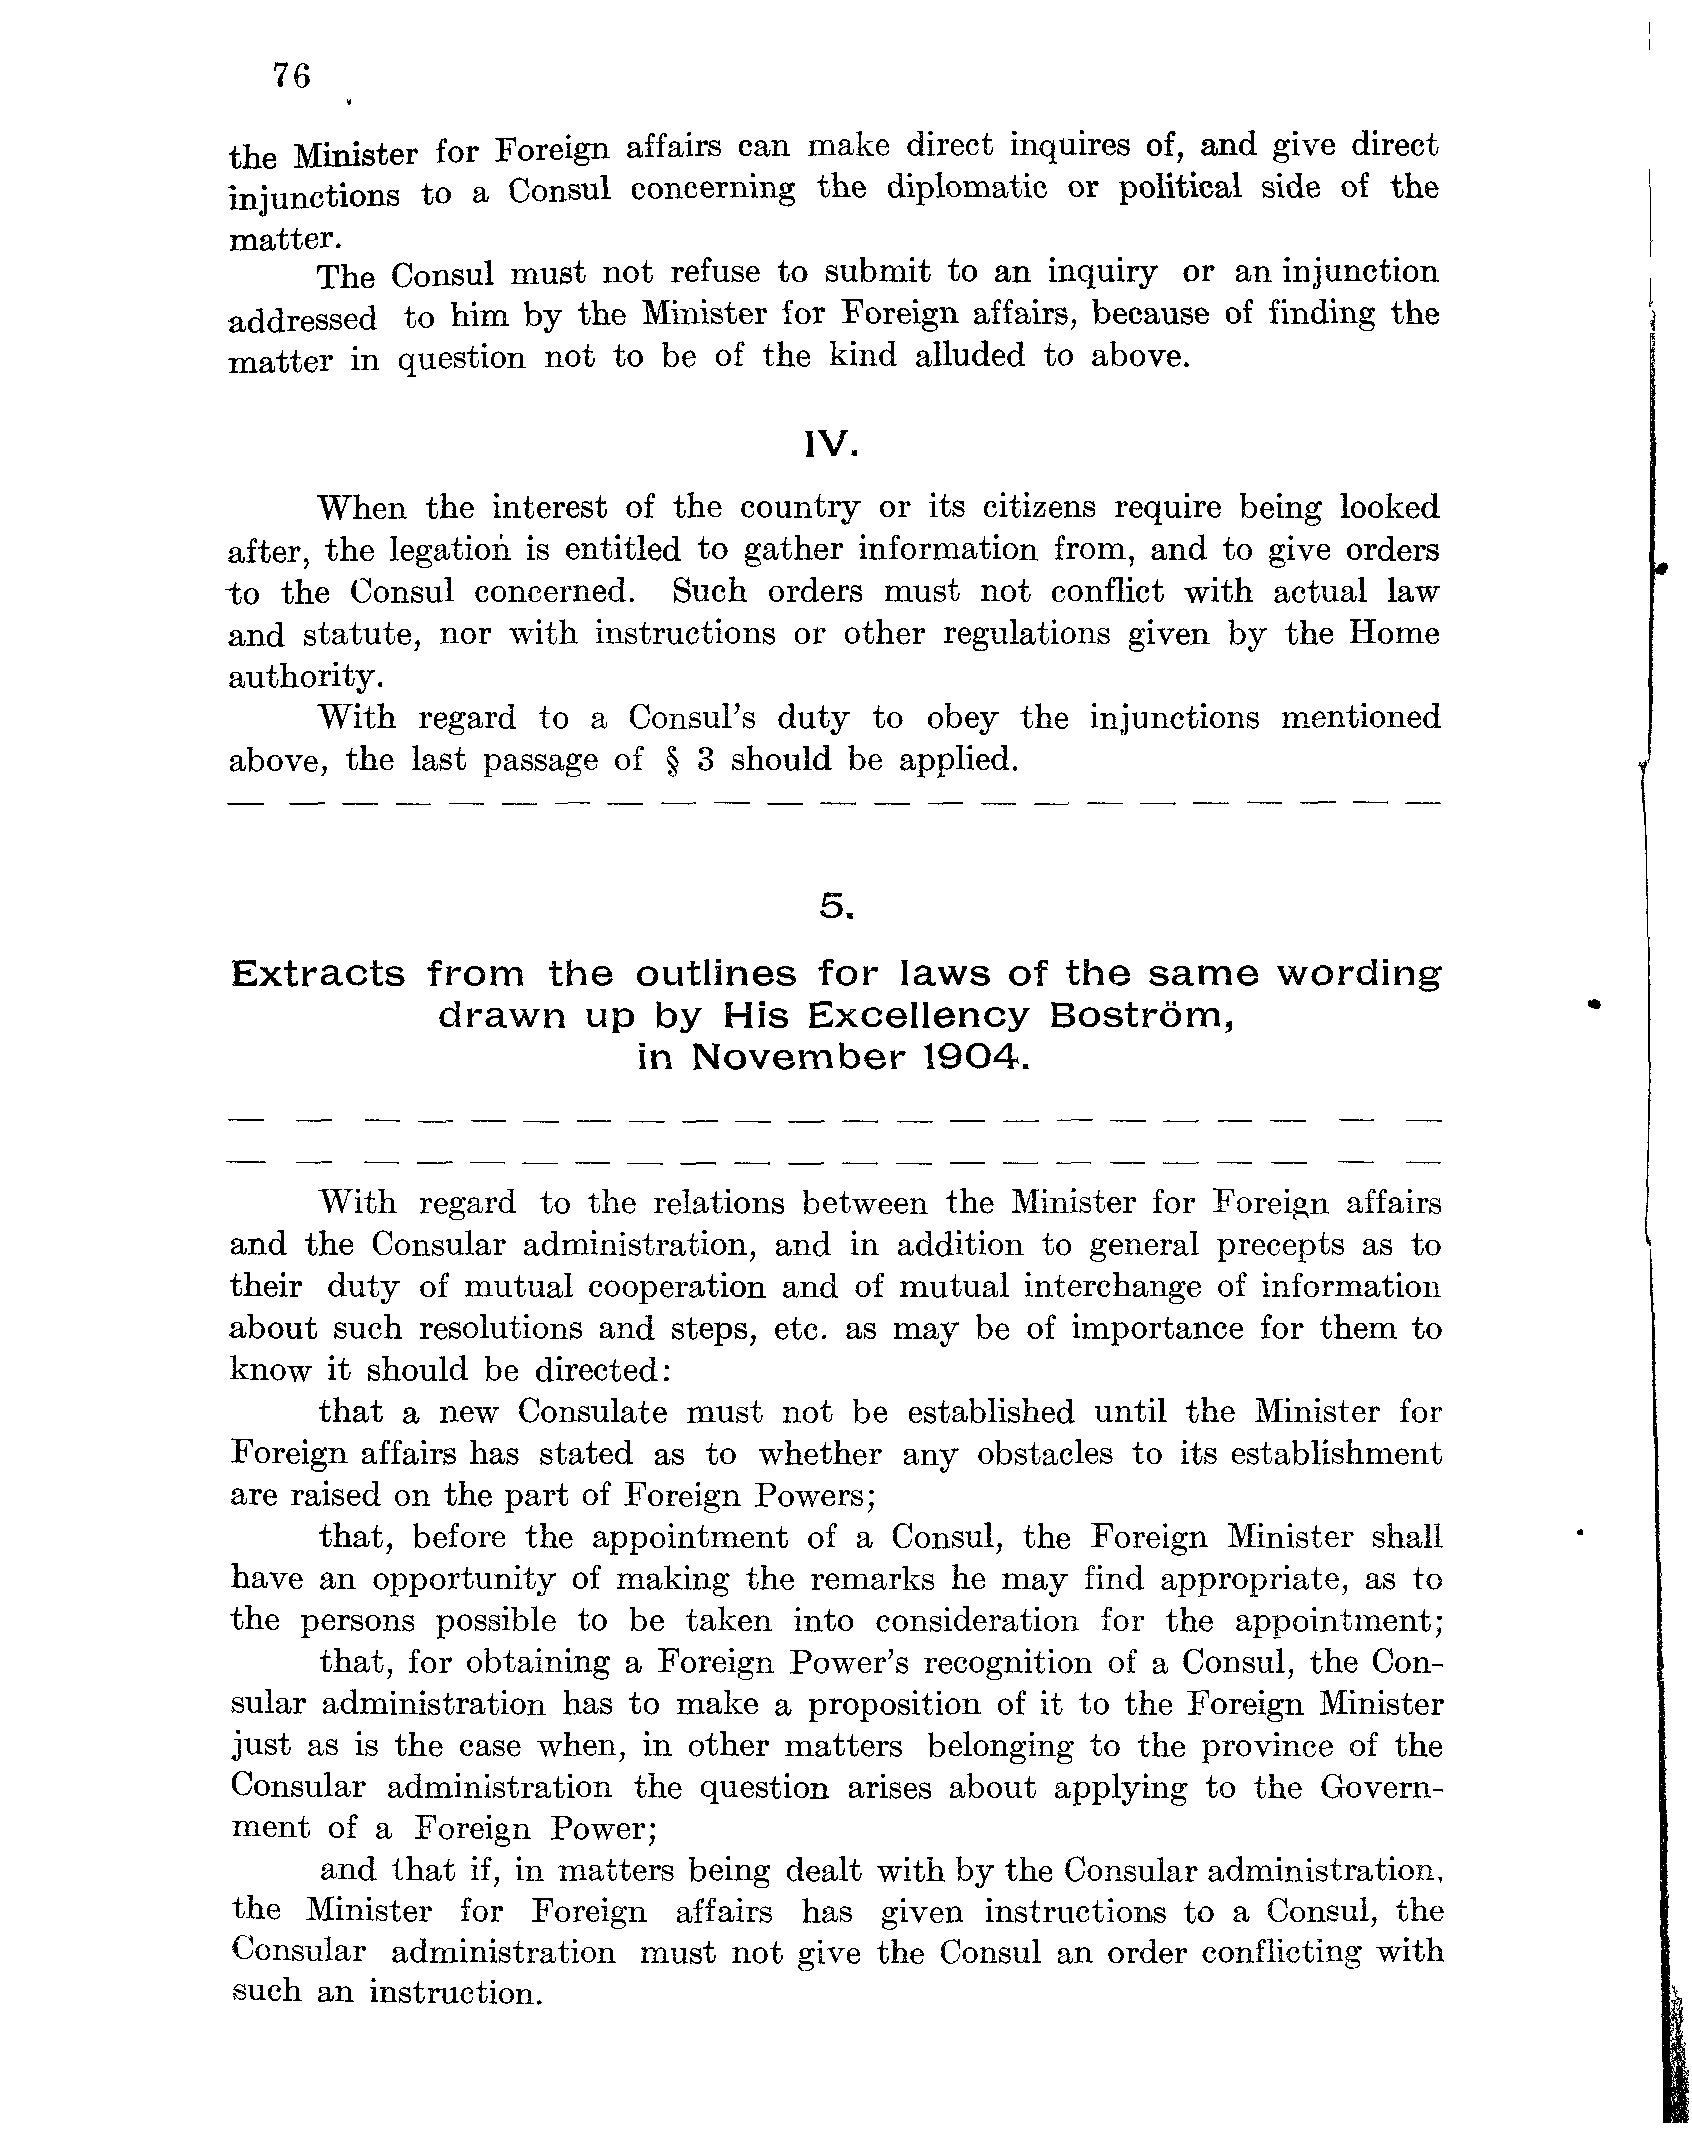 76
the Minister for Foreign affairs can make direct inquires of, and give direct
injunctions to a Consul concerning the diplomatic or political side of the
matter.
The Consul must not refuse to submit to an inquiry or an injunction
addressed to him by the Minister for Foreign affairs, because of finding the
matter in question not to be of the kind alluded to above.
IV.
When the interest of the country or its citizens require being looked
after, the legation is entitled to gather information from, and to give orders
to the Consul concerned. Such orders must not conflict with actual law
and statute, nor with instructions or other regulations given by the Home
authority.
With regard to a Consul's duty to obey the injunctions mentioned
above, the last passage of § 3 should be applied.
— — — — — — — — — — — — — — — — — — — — — — —
5.
Extracts from the outlines for laws of the same wording
drawn up by His Excellency Boström,
in November 1904.
— — — — — — — — — — — — — — — — — — — — — —
— — — — — — — — — — — — — — — — — — — — — —
With regard to the relations between the Minister for Foreign affairs
and the Consular administration, and in addition to general precepts as to
their duty of mutual cooperation and of mutual interchange of information
about such resolutions and steps, etc. as may be of importance for them to
know it should be directed:
that a new Consulate must not be established until the Minister for
Foreign affairs has stated as to whether any obstacles to its establishment
are raised on the part of Foreign Powers;
that, before the appointment of a Consul, the Foreign Minister shall
have an opportunity of making the remarks he may find appropriate, as to
the persons possible to be taken into consideration for the appointment;
that, for obtaining a Foreign Power's recognition of a Consul, the Con-
sular administration has to make a proposition of it to the Foreign Minister
just as is the case when, in other matters belonging to the province of the
Consular administration the question arises about applying to the Govern-
ment of a Foreign Power;
and that if, in matters being dealt with by the Consular administration,
the Minister for Foreign affairs has given instructions to a Consul, the
Consular administration must not give the Consul an order conflicting with
such an instruction.